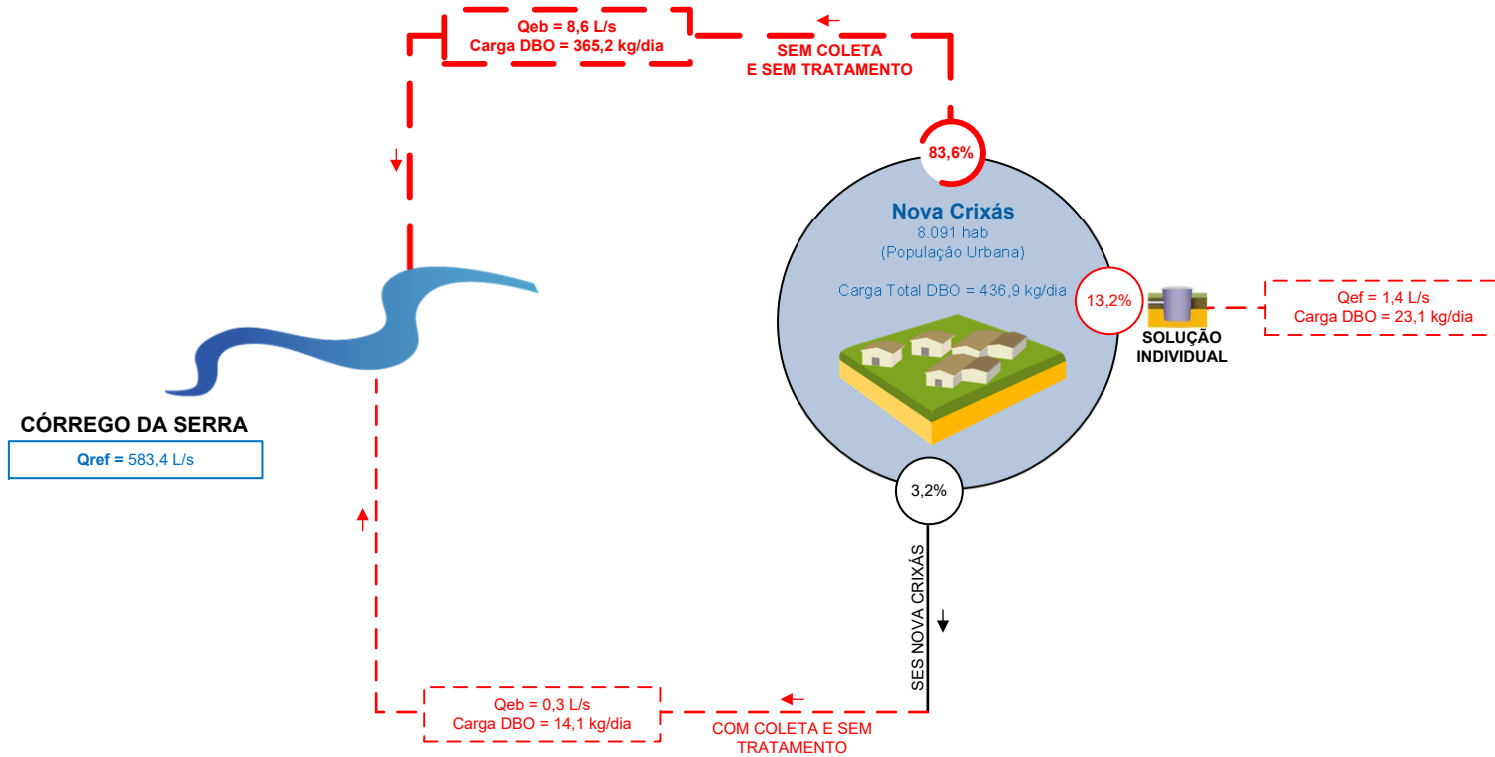 Qeb = 8,6 L/s
Carga DBO = 365,2 kg/dia
SEM COLETA
E SEM TRATAMENTO
83,6%
Nova Crixás
8.091 hab
(População Urbana)
Carga Total DBO = 436,9 kg/dia
13,2%
SOLUÇÃO
INDIVIDUAL
Qef = 1,4 L/s
Carga DBO = 23,1 kg/dia
CÓRREGO DA SERRA
Qref = 583,4 L/s
3,2%
SES NOVA CRIXÁS
Qeb = 0,3 L/s
Carga DBO = 14,1 kg/dia
COM COLETA E SEM
TRATAMENTO